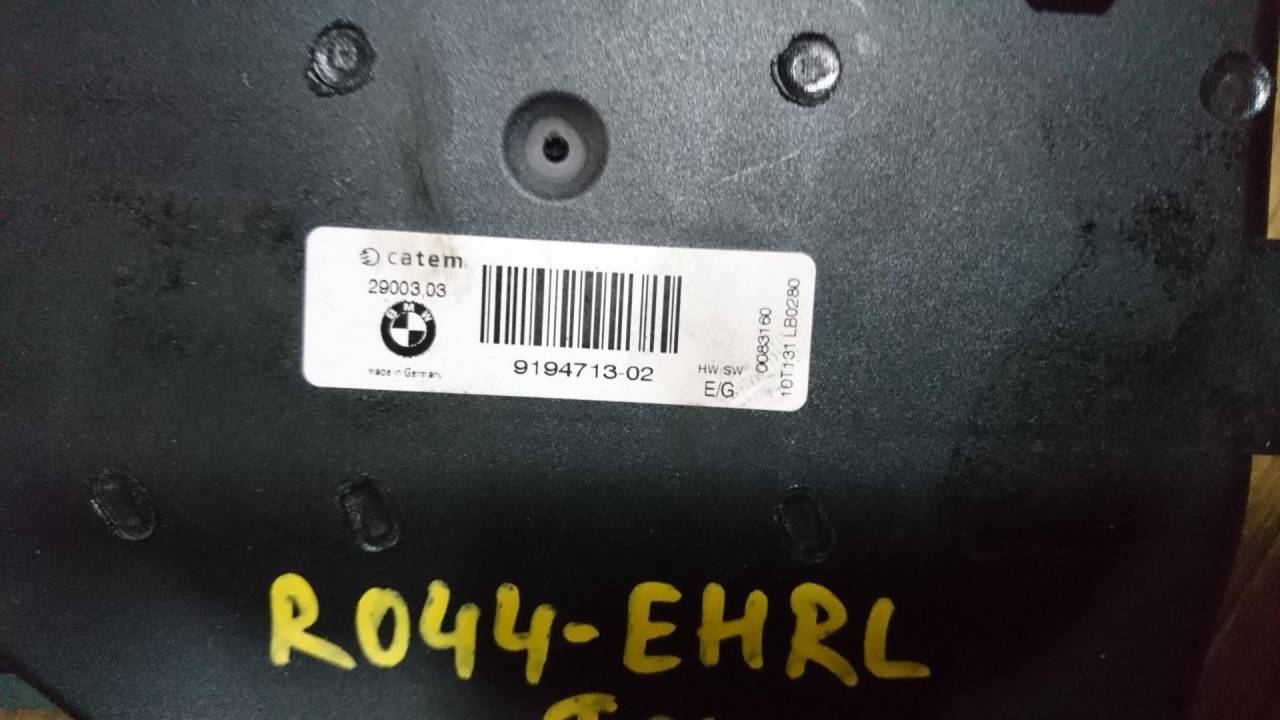 catem
29003,03
BMW
made in Germany
9194713-02
HW/SW
E/G
0083160
10T131 LB0280
R044-EHRL